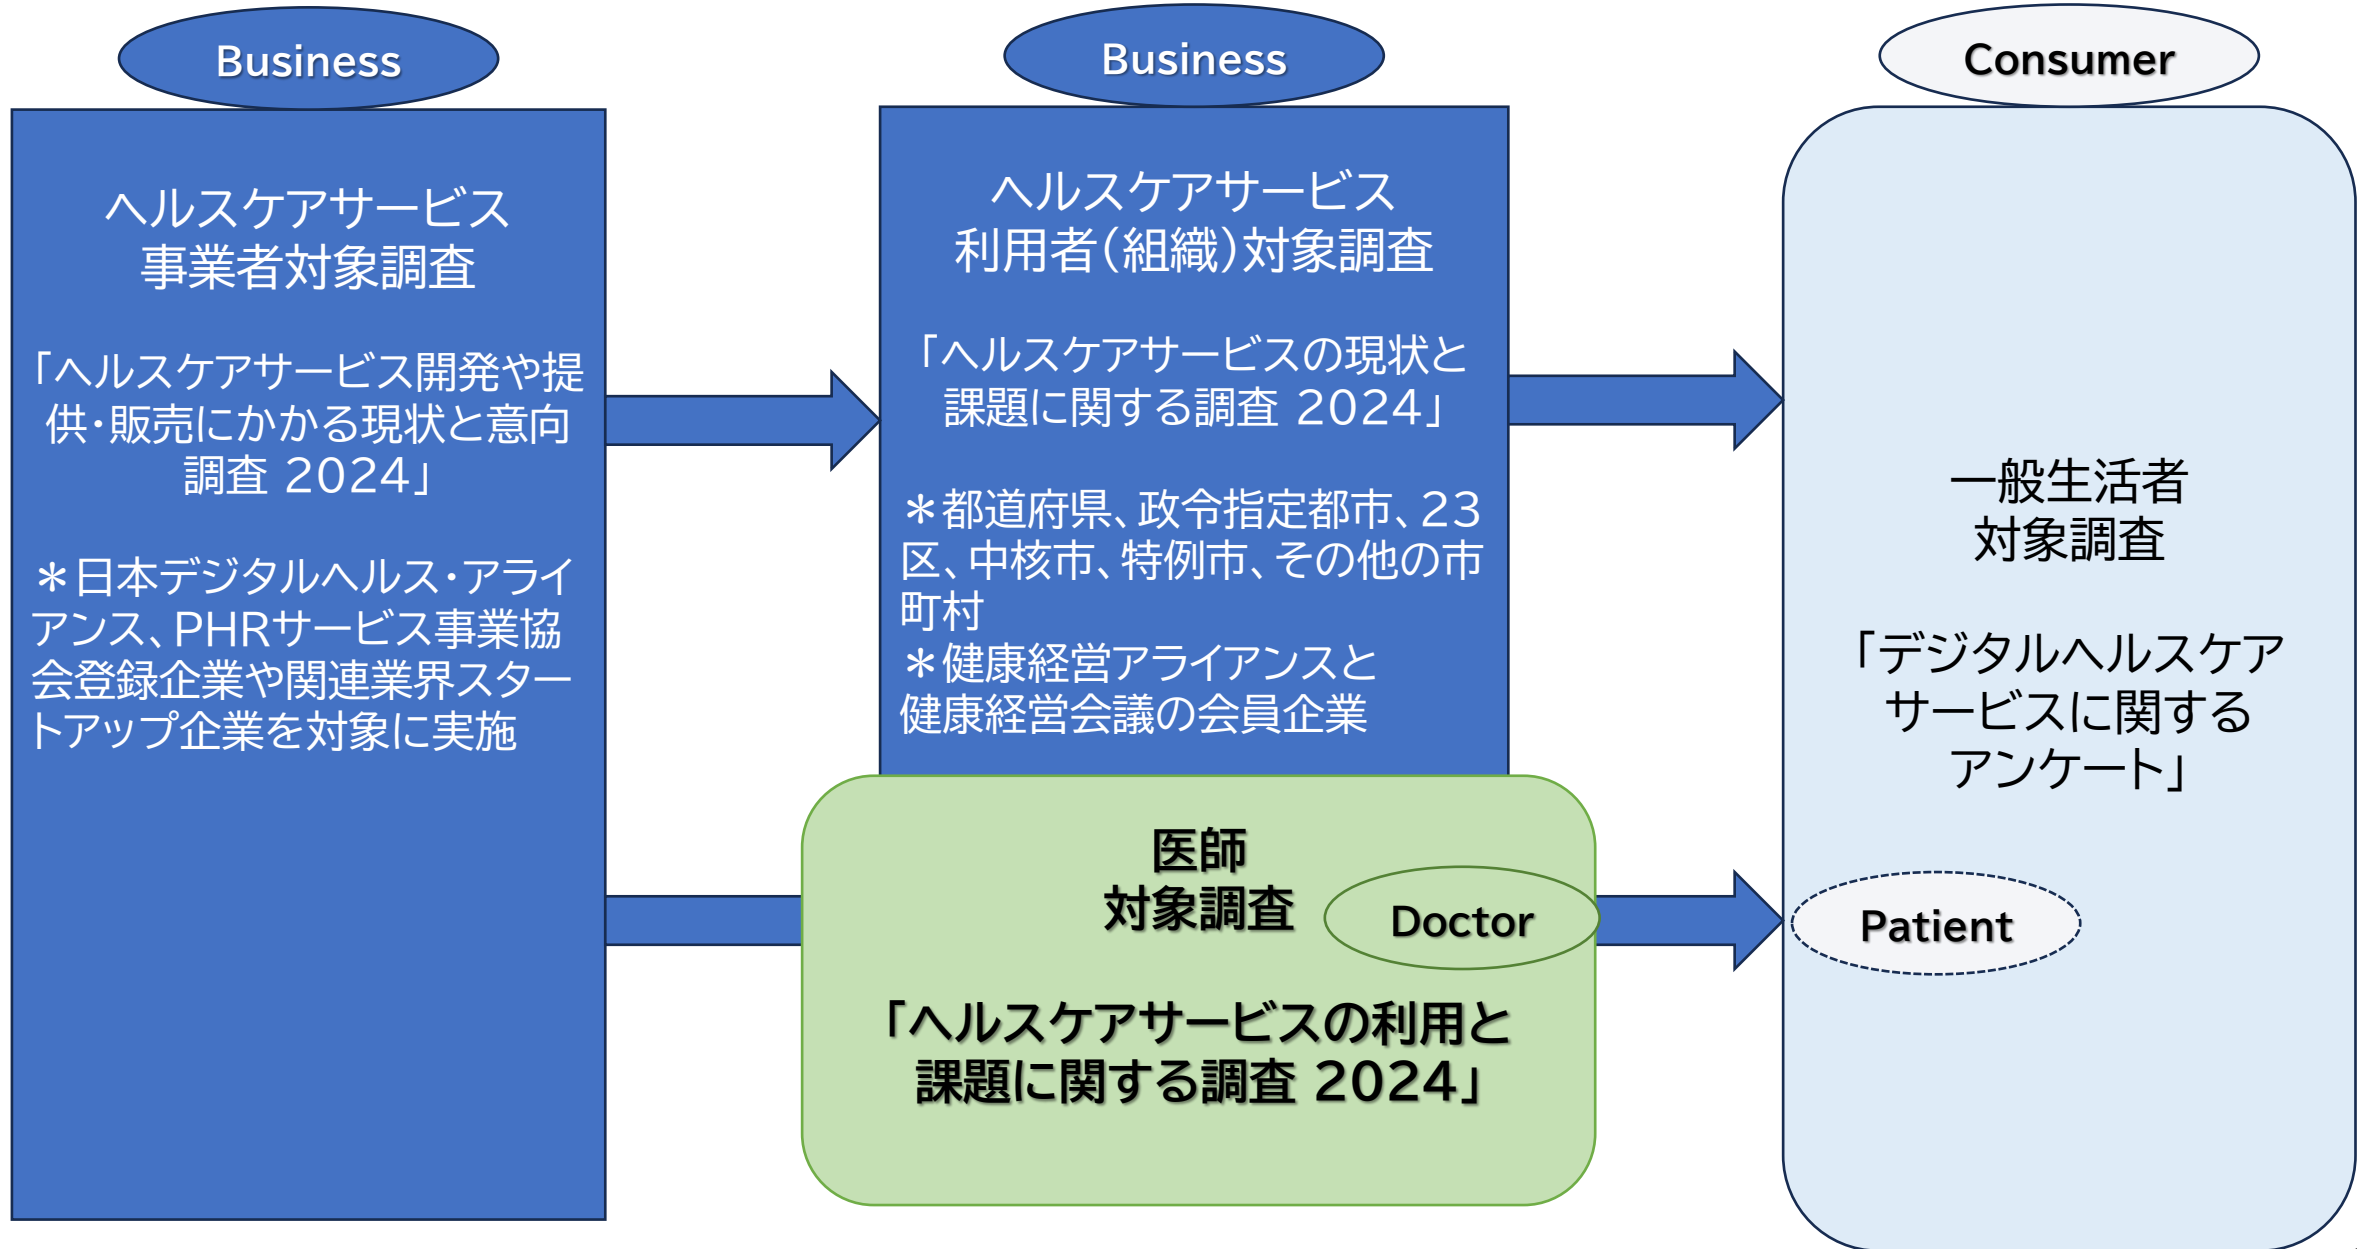 Business
ヘルスケアサービス
事業者対象調査
「ヘルスケアサービス開発や提
供・販売にかかる現状と意向
調査 2024」
＊日本デジタルヘルス・アライ
アンス、PHRサービス事業協
会登録企業や関連業界スター
トアップ企業を対象に実施
Business
ヘルスケアサービス
利用者(組織)対象調査
「ヘルスケアサービスの現状と
課題に関する調査 2024」
＊都道府県、政令指定都市、23
区、中核市、特例市、その他の市
町村
＊健康経営アライアンスと
健康経営会議の会員企業
医師
対象調査
Doctor
「ヘルスケアサービスの利用と
課題に関する調査 2024」
Consumer
一般生活者
対象調査
「デジタルヘルスケア
サービスに関する
アンケート」
Patient